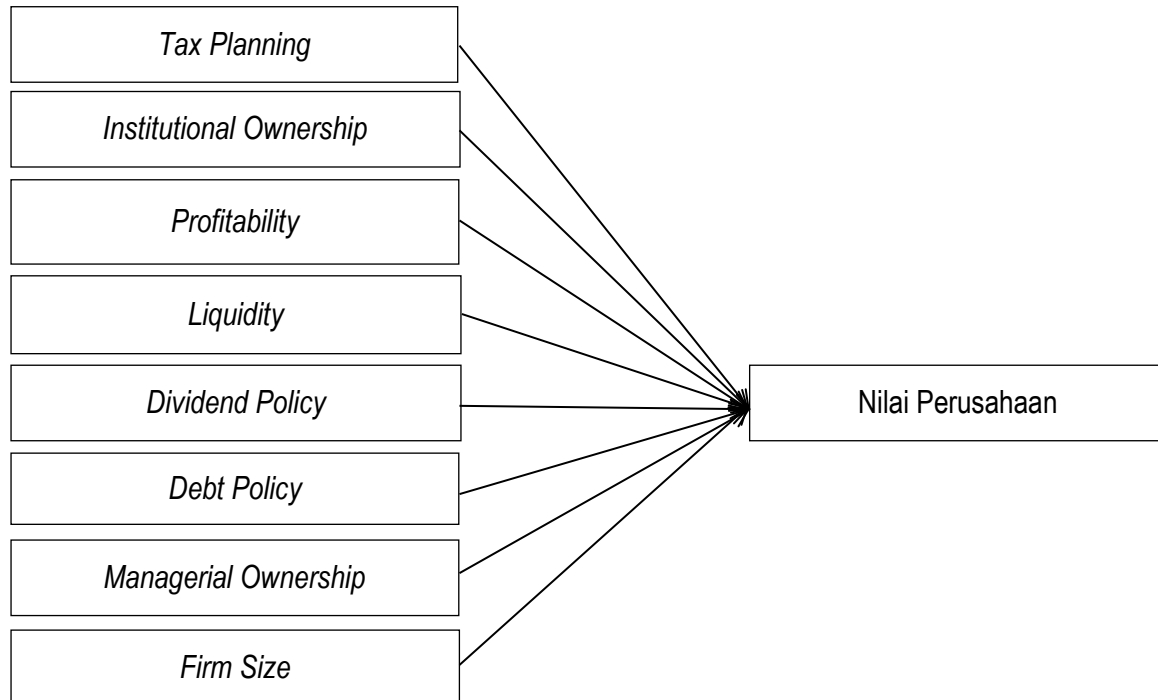 Tax Planning
Institutional Ownership
Profitability
Liquidity
Dividend Policy
Nilai Perusahaan
Debt Policy
Managerial Ownership
Firm Size